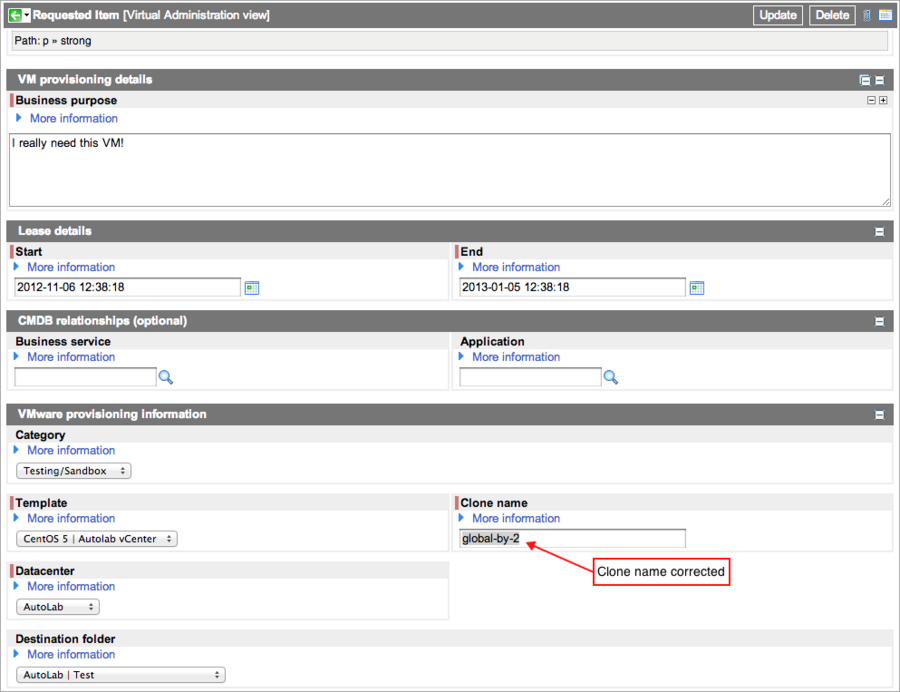 Requested Item [Virtual Administration view] Update Delete
Path: p » strong
VM provisioning details
Business purpose
More information
I really need this VM!
Lease details
Start End
More information More information
2012-11-06 12:38:18 2013-01-05 12:38:18
CMDB relationships (optional)
Business service Application
More information More information
VMware provisioning information
Category
More information
Testing/Sandbox
Template Clone name
More information More information
CentOS 5 | Autolab vCenter global-by-2
Clone name corrected
Datacenter
More information
AutoLab
Destination folder
More information
AutoLab | Test